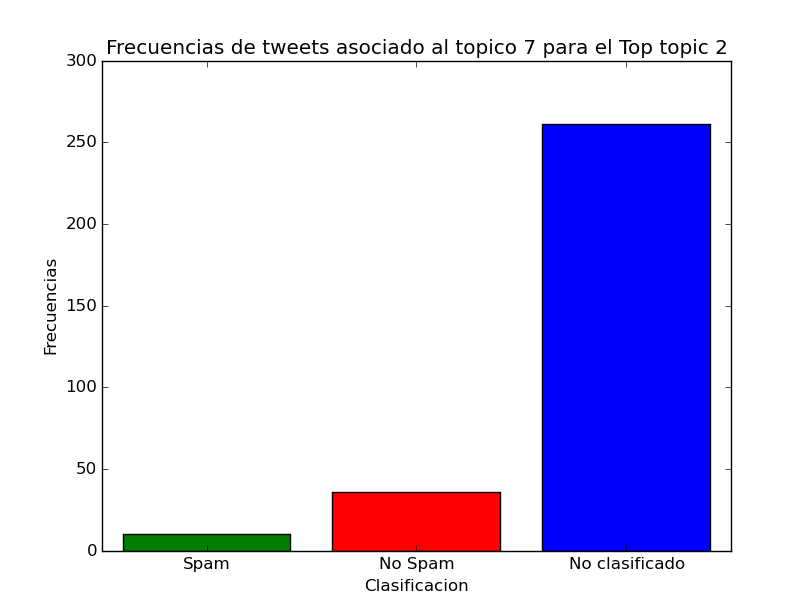 Frecuencias de tweets asociado al topico 7 para el Top topic 2
300
250
200
150
100
50
0
Frecuencias
Spam No Spam No clasificado
Clasificacion